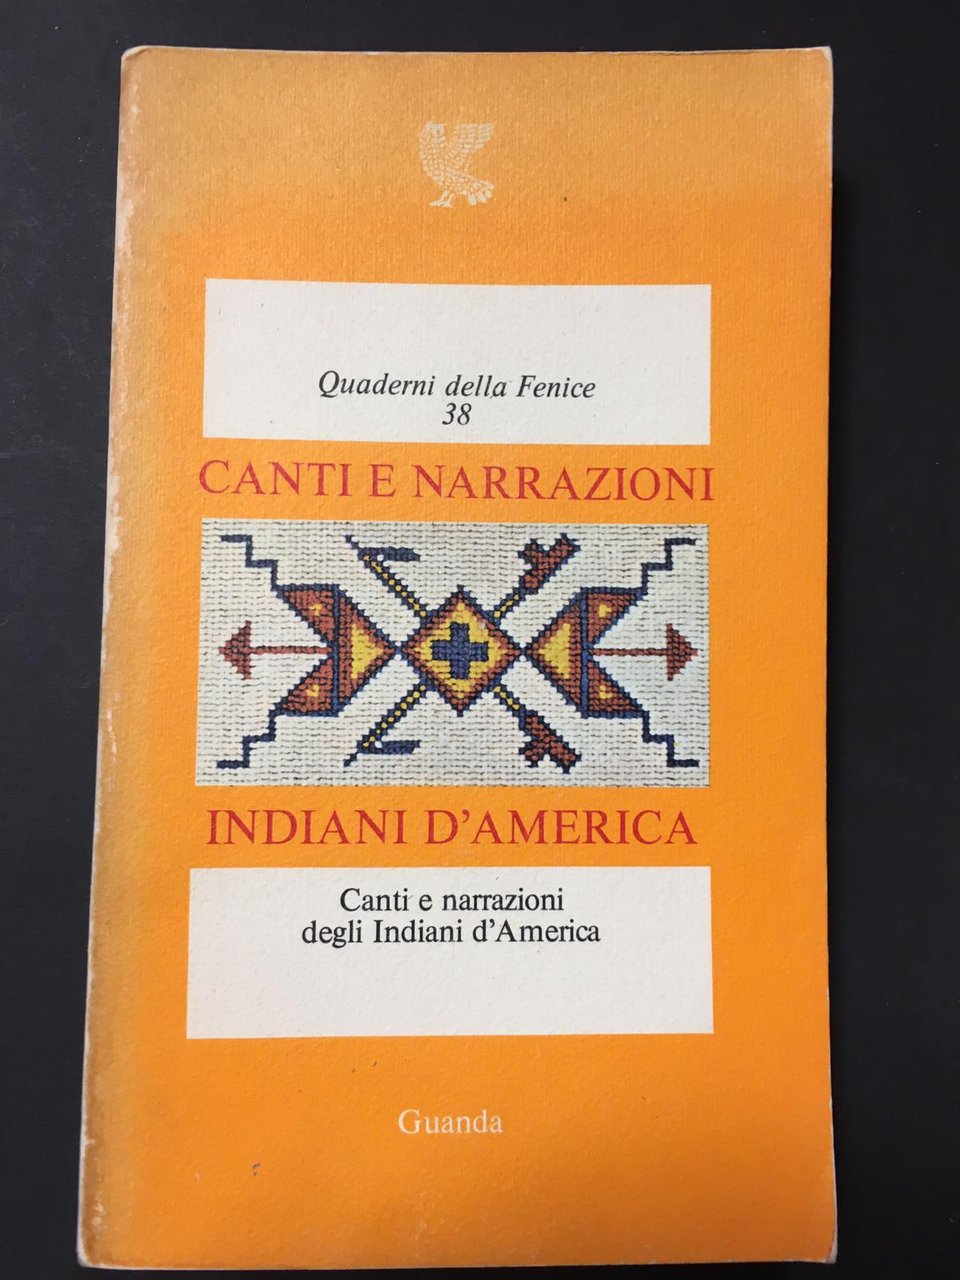 Quaderni della Fenice
38
CANTI E NARRAZIONI
INDIANI D'AMERICA
Canti e narrazioni
degli Indiani d'America
Guanda